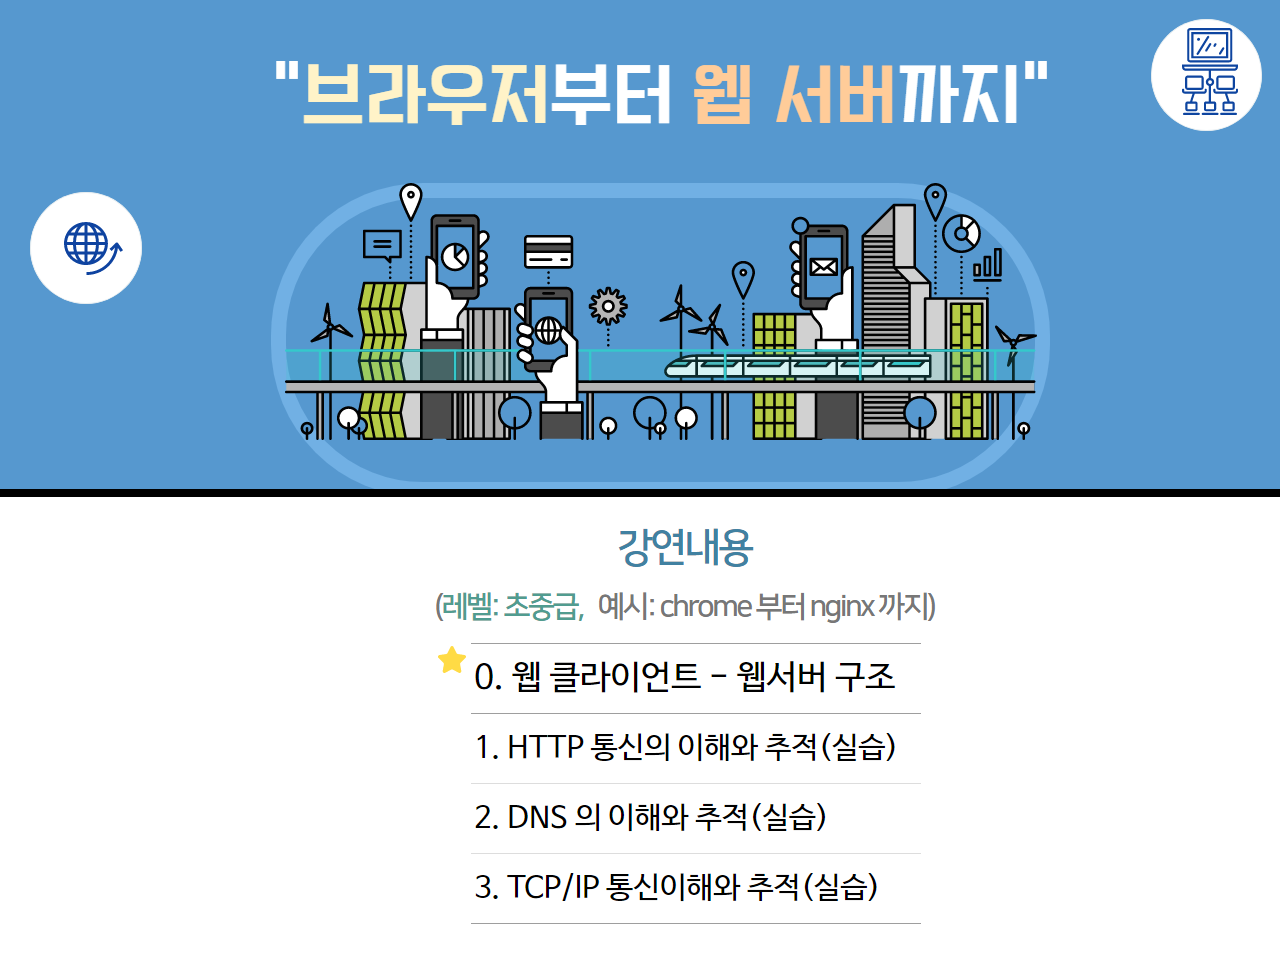 "브라우저부터 웹 서버까지"
강연내용
(레벨: 초중급, 예시: chrome 부터 nginx 까지)
0. 웹 클라이언트 - 웹서버 구조
1. HTTP 통신의 이해와 추적(실습)
2. DNS 의 이해와 추적(실습)
3. TCP/IP 통신이해와 추적(실습)